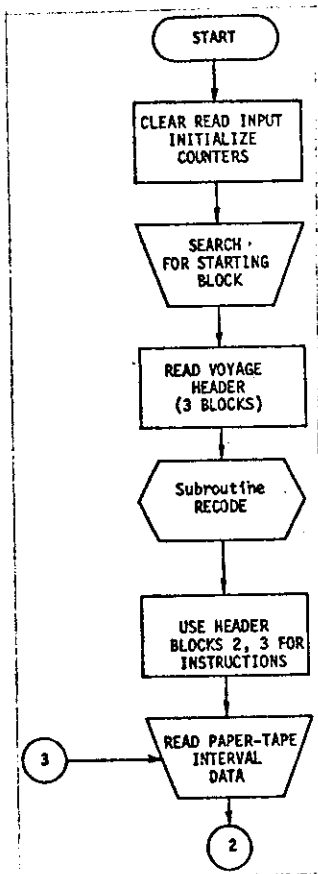 START
CLEAR READ INPUT
INITIALIZE
COUNTERS
SEARCH
FOR STARTING
BLOCK
READ VOYAGE
HEADER
(3 BLOCKS)
Subroutine
RECODE
USE HEADER
BLOCKS 2, 3 FOR
INSTRUCTIONS
READ PAPER-TAPE
INTERVAL
DATA
3
2